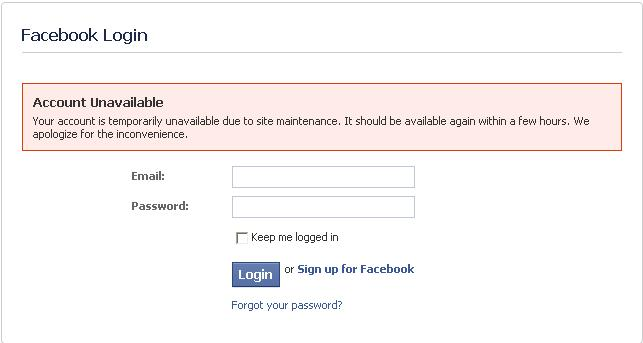 Facebook Login
Account Unavailable
Your account is temporarily unavailable due to site maintenance. It should be available again within a few hours. We
apologize for the inconvenience.
Email:
Password:
Keep me logged in
Login or Sign up for Facebook
Forgot your password?